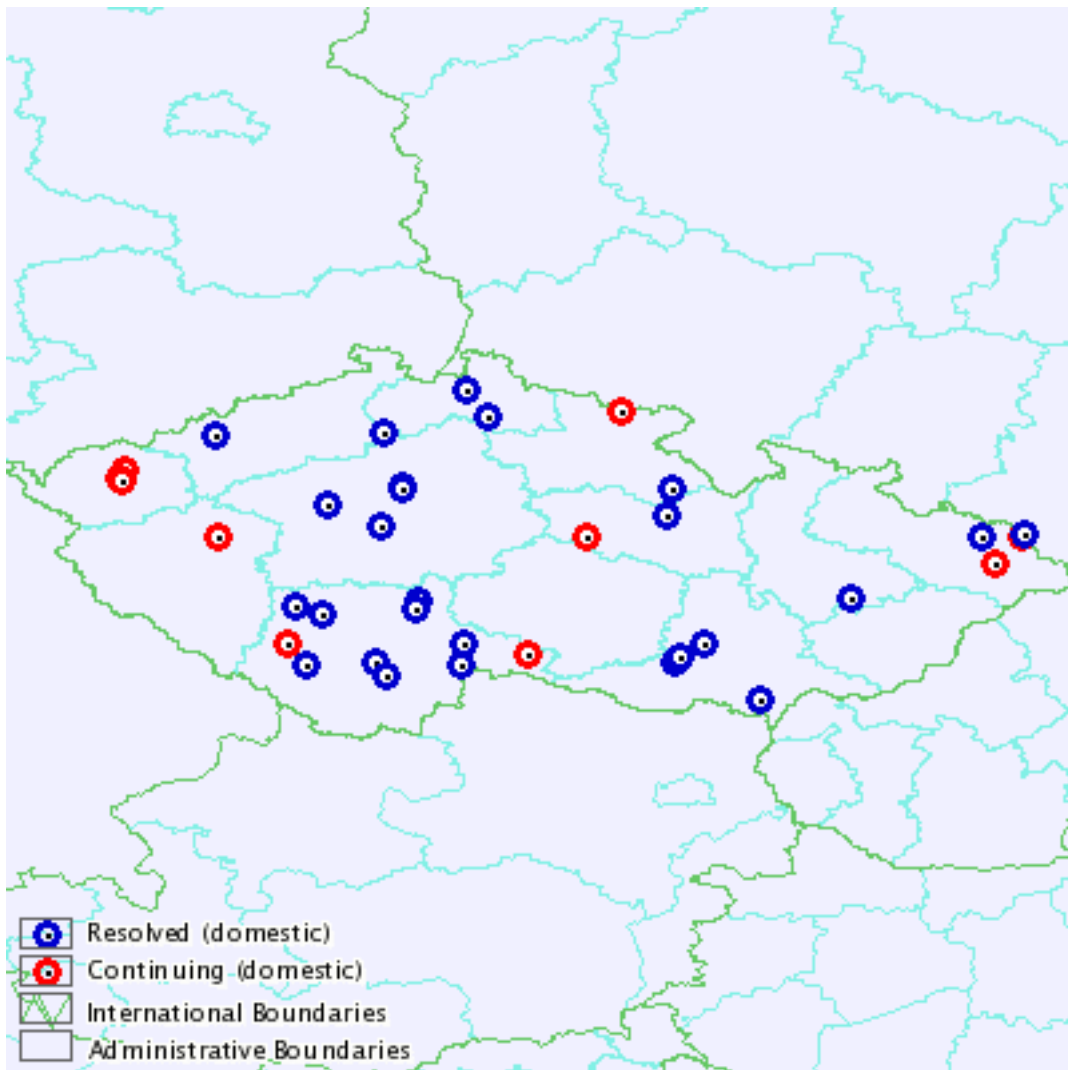 Resolved (domestic)
Continuing (domestic)
International Boundaries
Administrative Boundaries